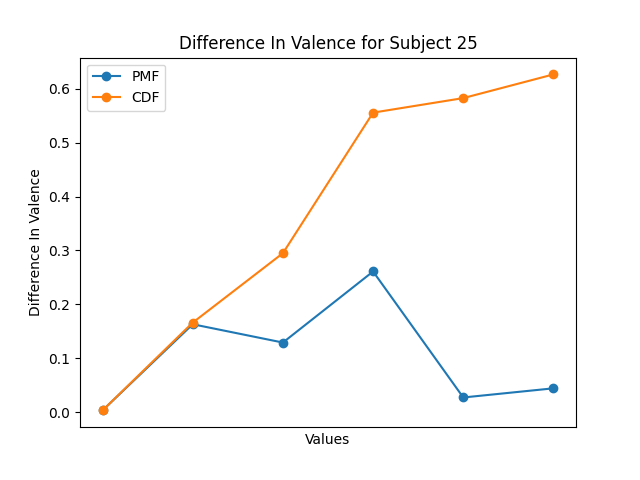 Difference In Valence for Subject 25
PMF
CDF
0.6
0.5
0.4
0.3
0.2
0.1
0.0
Difference In Valence
Values